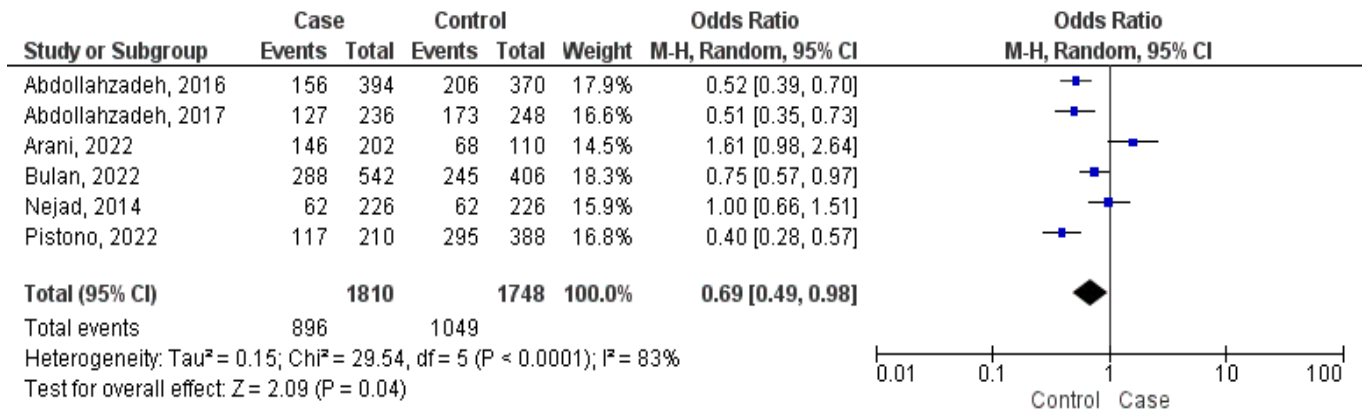 Case Control Odds Ratio Odds Ratio
Study or Subgroup Events Total Events Total Weight M-H, Random, 95% CI M-H, Random, 95% CI
Abdollahzadeh, 2016 156 394 206 370 17.9% 0.52 [0.39, 0.70]
Abdollahzadeh, 2017 127 236 173 248 16.6% 0.51 [0.35, 0.73]
Arani, 2022 146 202 68 110 14.5% 1.61 [0.98, 2.64]
Bulan, 2022 288 542 245 406 18.3% 0.75 [0.57, 0.97]
Nejad, 2014 62 226 62 226 15.9% 1.00 [0.66, 1.51]
Pistono, 2022 117 210 295 388 16.8% 0.40 [0.28, 0.57]
Total (95% CI) 1810 1748 100.0% 0.69 [0.49, 0.98]
Total events 896 1049
Heterogeneity: Tau² = 0.15; Chi² = 29.54, df = 5 (P < 0.0001); I² = 83%
Test for overall effect: Z = 2.09 (P = 0.04)
0.01 0.1 1 10 100
Control Case